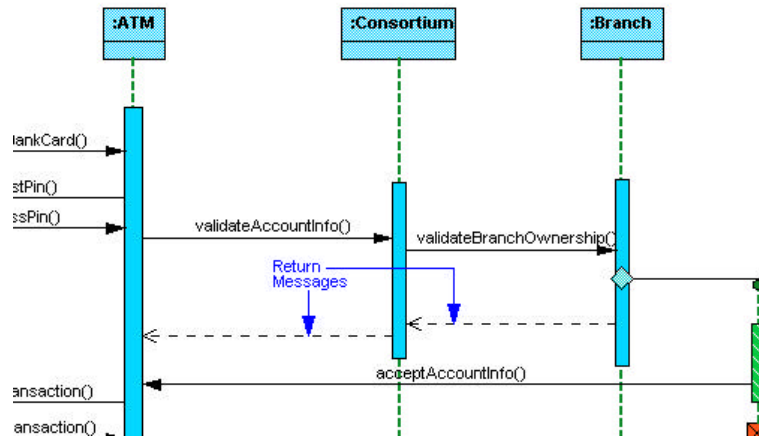 :ATM
:Consortium
:Branch
ankCard()
stPin()
ssPin()
validateAccountInfo()
validateBranchOwnership()
Return
Messages
acceptAccountInfo()
ansaction()
ansaction()